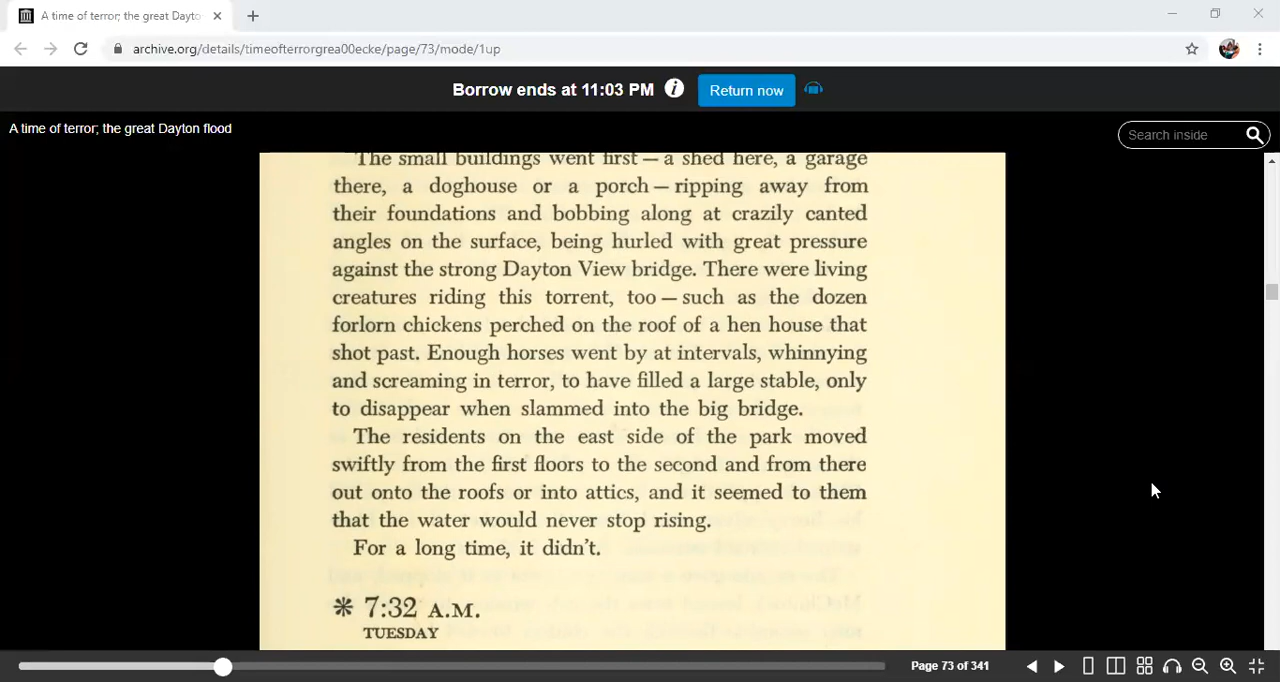 A time of terror; the great Dayto
archive.org/details/timeofterrorgrea00ecke/page/73/mode/1up
Borrow ends at 11:03 PM
Return now
A time of terror; the great Dayton flood
Search inside
The small buildings went first — a shed here, a garage
there, a doghouse or a porch — ripping away from
their foundations and bobbing along at crazily canted
angles on the surface, being hurled with great pressure
against the strong Dayton View bridge. There were living
creatures riding this torrent, too — such as the dozen
forlorn chickens perched on the roof of a hen house that
shot past. Enough horses went by at intervals, whinnying
and screaming in terror, to have filled a large stable, only
to disappear when slammed into the big bridge.
The residents on the east side of the park moved
swiftly from the first floors to the second and from there
out onto the roofs or into attics, and it seemed to them
that the water would never stop rising.
For a long time, it didn't.
* 7:32 A.M.
TUESDAY
Page 73 of 341